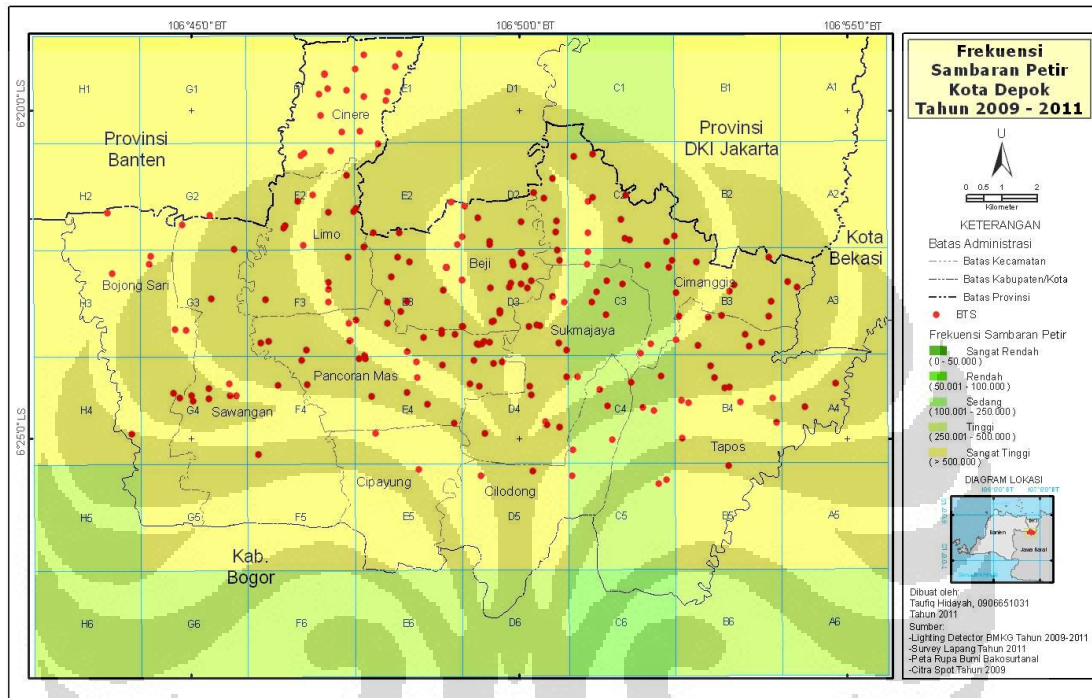 106°45'0"BT 106°50'0"BT 106°55'0"BT
6°20'0"LS
6°25'0"LS
H1 G1 F1 E1 D1 C1 B1 A1
Cinere
Provinsi
Banten
Provinsi
DKI Jakarta
H2 G2 F2 E2 D2 C2 B2 A2
Limo
Beji
Kota
Bekasi
Bojong Sari
Cimanggis
H3 G3 F3 E3 D3 C3 B3 A3
Sukmajaya
Pancoran Mas
H4 G4 F4 E4 D4 C4 B4 A4
Sawangan
Tapos
Cipayung
Cilodong
H5 G5 F5 E5 D5 C5 B5 A5
Kab.
Bogor
H6 G6 F6 E6 D6 C6 B6 A6
Frekuensi
Sambaran Petir
Kota Depok
Tahun 2009 - 2011
U
0 0.5 1 2
Kilometer
KETERANGAN
Batas Administrasi
Batas Kecamatan
Batas Kabupaten/Kota
Batas Provinsi
BTS
Frekuensi Sambaran Petir
Sangat Rendah
( 0 - 50.000 )
Rendah
(50.001 - 100.000 )
Sedang
(100.001 - 250.000 )
Tinggi
(250.001 - 500.000 )
Sangat Tinggi
(> 500.000 )
DIAGRAM LOKASI
Banten
Jawa Barat
Dibuat oleh:
Taufiq Hidayah, 0906651031
Tahun 2011
Sumber:
-Lighting Detector BMKG Tahun 2009-2011
-Survey Lapang Tahun 2011
-Peta Rupa Bumi Bakosurtanal
-Citra Spot Tahun 2009